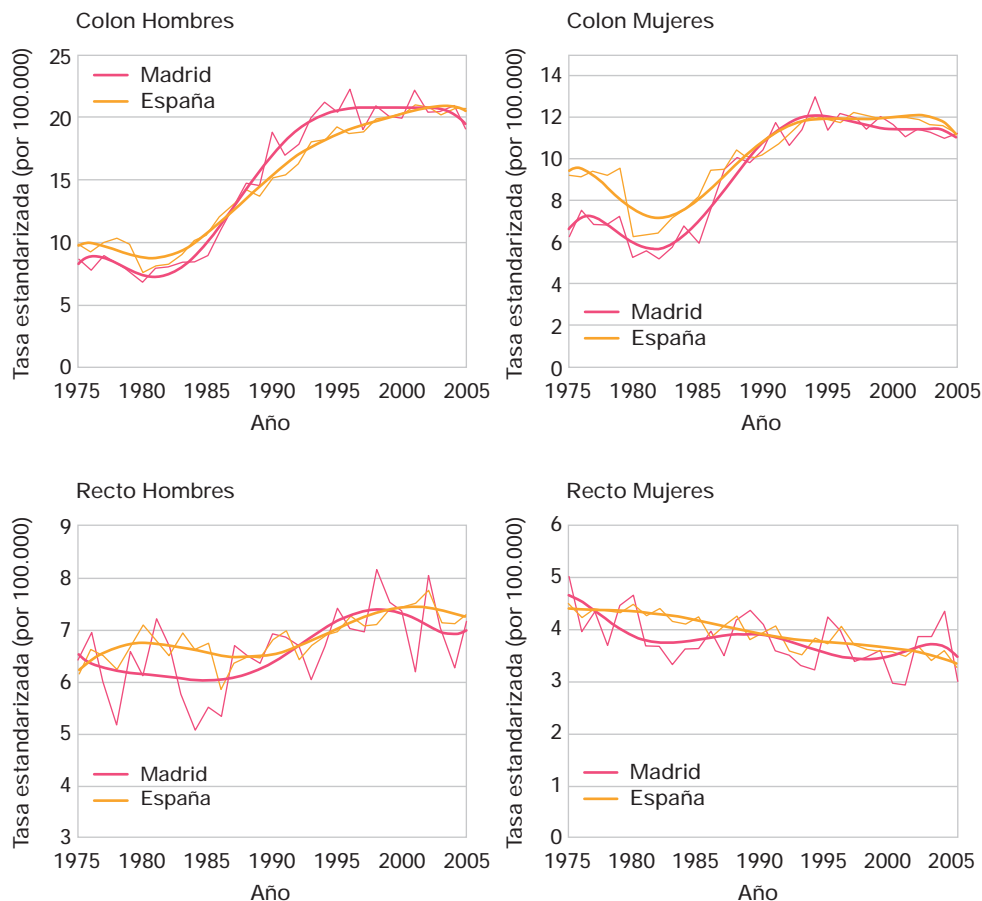 Colon Hombres
Tasa estandarizada (por 100.000)
25
20
15
10
5
0
Madrid
España
1975 1980 1985 1990 1995 2000 2005
Año
Colon Mujeres
Tasa estandarizada (por 100.000)
14
12
10
8
6
4
2
0
Madrid
España
1975 1980 1985 1990 1995 2000 2005
Año
Recto Hombres
Tasa estandarizada (por 100.000)
9
8
7
6
5
4
3
Madrid
España
1975 1980 1985 1990 1995 2000 2005
Año
Recto Mujeres
Tasa estandarizada (por 100.000)
6
5
4
3
2
1
0
Madrid
España
1975 1980 1985 1990 1995 2000 2005
Año